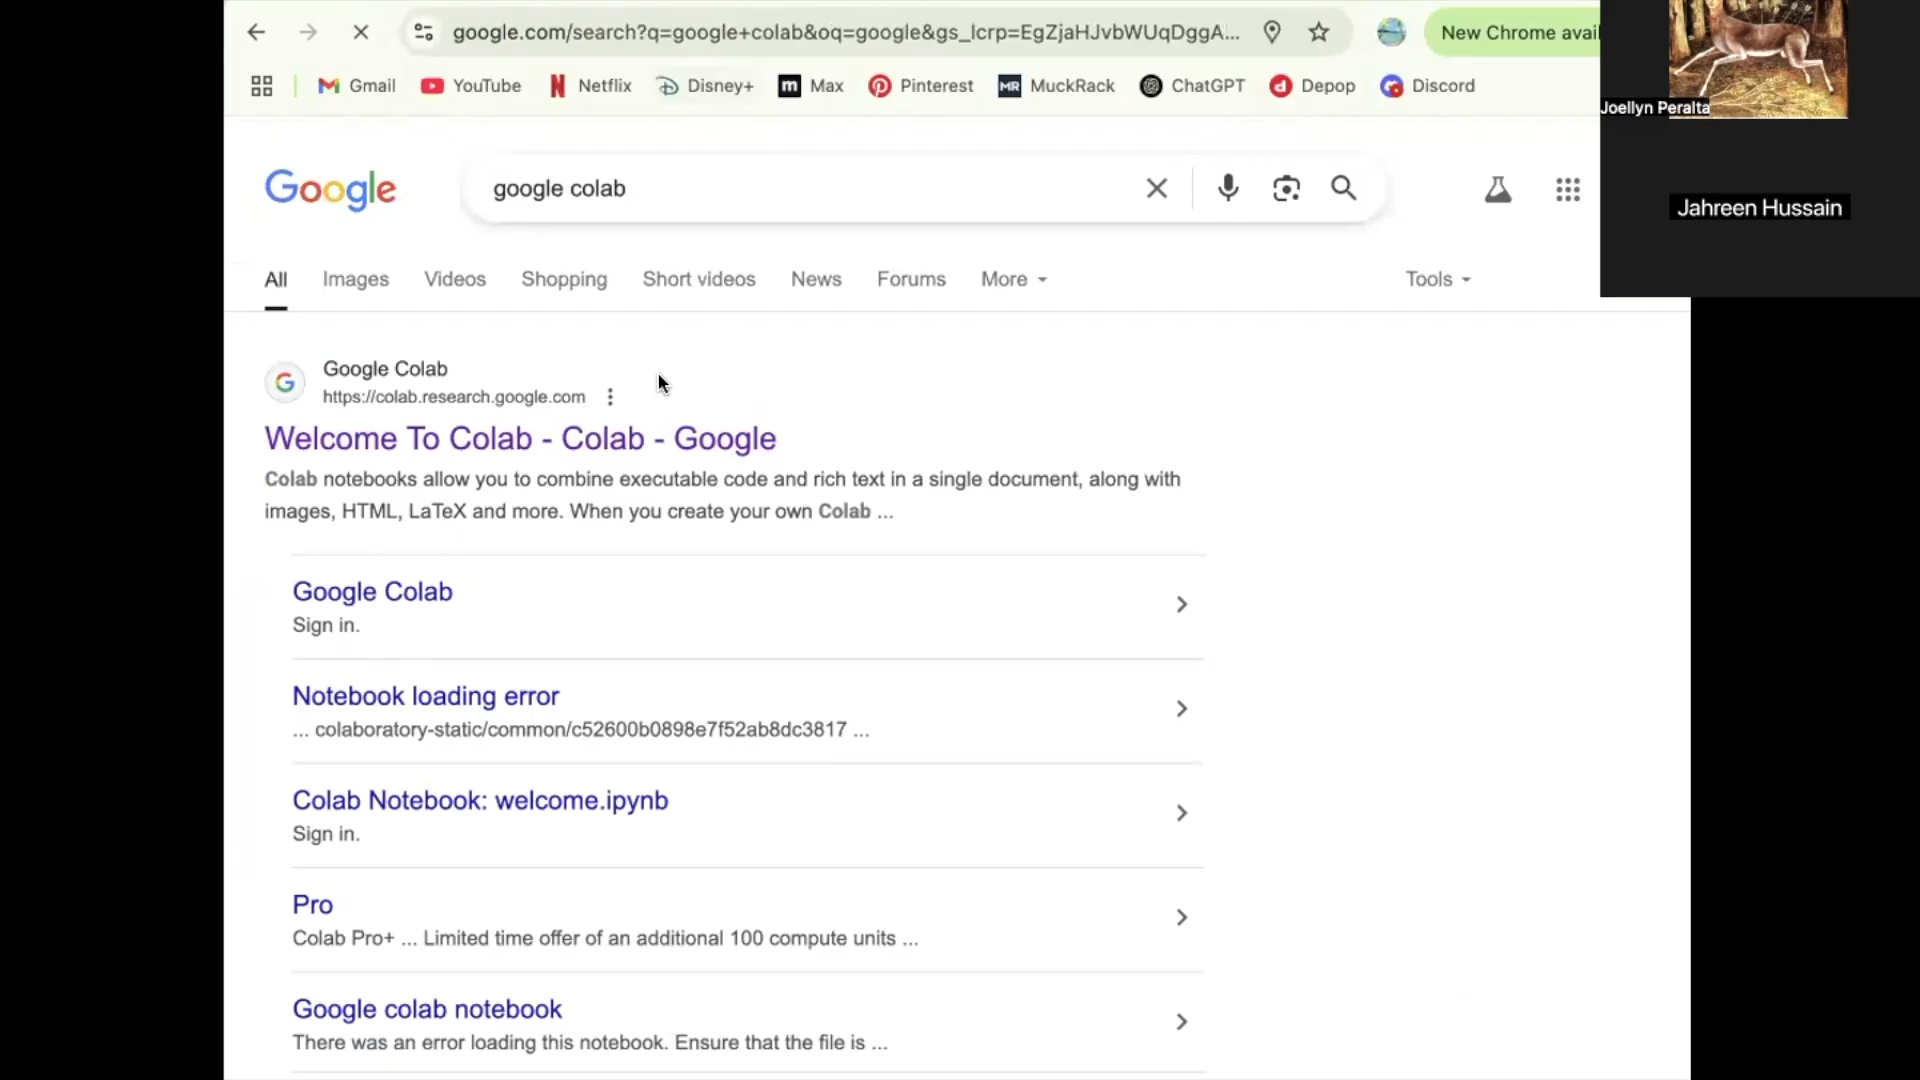 google.com/search?q=google+colab&oq=google&gs_lcrp=EgZjaHJvbWUqDggA...
New Chrome avai
Gmail
YouTube
Netflix
Disney+
Max
Pinterest
MuckRack
ChatGPT
Depop
Discord
Joellyn Peralta
Jahreen Hussain
Google
google colab
All
Images
Videos
Shopping
Short videos
News
Forums
More
Tools
Google Colab
https://colab.research.google.com
Welcome To Colab - Colab - Google
Colab notebooks allow you to combine executable code and rich text in a single document, along with
images, HTML, LaTeX and more. When you create your own Colab ...
Google Colab
Sign in.
Notebook loading error
... colaboratory-static/common/c52600b0898e7f52ab8dc3817 ...
Colab Notebook: welcome.ipynb
Sign in.
Pro
Colab Pro+ ... Limited time offer of an additional 100 compute units ...
Google colab notebook
There was an error loading this notebook. Ensure that the file is ...